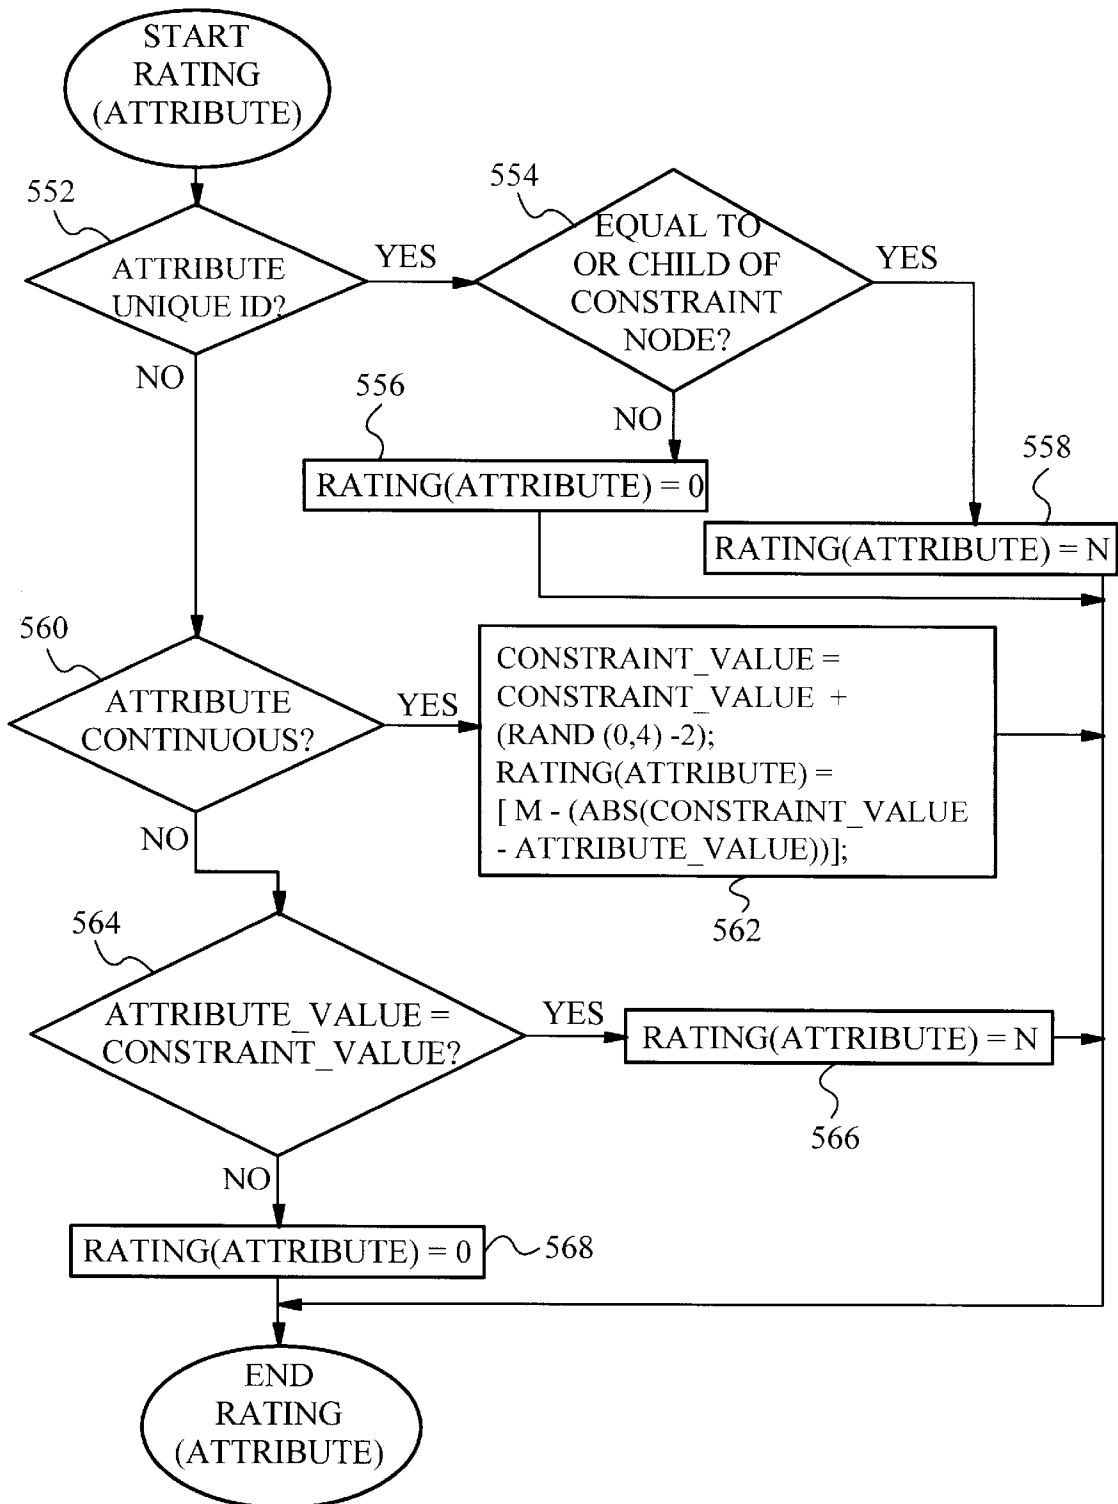 START
RATING
(ATTRIBUTE)
552
ATTRIBUTE
UNIQUE ID?
YES
NO
554
EQUAL TO
OR CHILD OF
CONSTRAINT
NODE?
YES
NO
556
RATING(ATTRIBUTE) = 0
558
RATING(ATTRIBUTE) = N
560
ATTRIBUTE
CONTINUOUS?
YES
NO
CONSTRAINT_VALUE =
CONSTRAINT_VALUE +
(RAND (0,4) -2);
RATING(ATTRIBUTE) =
[ M - (ABS(CONSTRAINT_VALUE
- ATTRIBUTE_VALUE))];
562
564
ATTRIBUTE_VALUE =
CONSTRAINT_VALUE?
YES
NO
RATING(ATTRIBUTE) = N
566
RATING(ATTRIBUTE) = 0
568
END
RATING
(ATTRIBUTE)